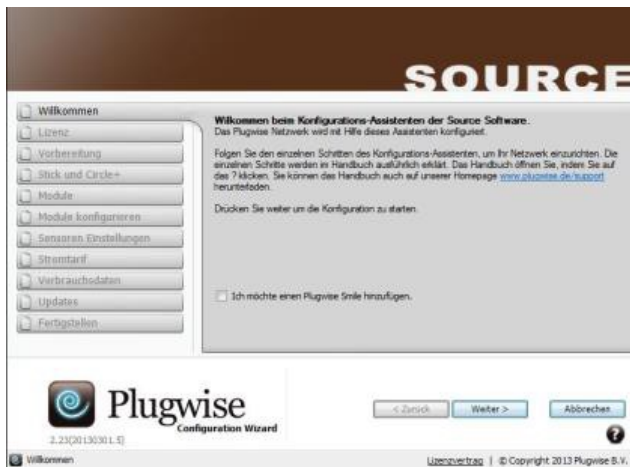 SOURCE
Willkommen
Lizenz
Vorbereitung
Stick und Circle+
Module
Module konfigurieren
Sensoren Einstellungen
Stromtarif
Verbrauchsdaten
Updates
Fertigstellen
Willkommen beim Konfigurations-Assistenten der Source Software.
Das Plugwise Netzwerk wird mit Hilfe dieses Assistenten konfiguriert.
Folgen Sie den einzelnen Schritten des Konfigurations-Assistenten, um Ihr Netzwerk einzurichten. Die
einzelnen Schritte werden im Handbuch ausführlich erklärt. Das Handbuch öffnen Sie, indem Sie auf
das ? klicken. Sie können das Handbuch auch auf unserer Homepage www.plugwise.de/support
herunterladen.
Drücken Sie weiter um die Konfiguration zu starten.
Ich möchte einen Plugwise Smile hinzufügen.
Plugwise
Configuration Wizard
2.23(20130301.5)
< Zurück
Weiter >
Abbrechen
?
Willkommen
Lizenzvertrag | © Copyright 2013 Plugwise B.V.